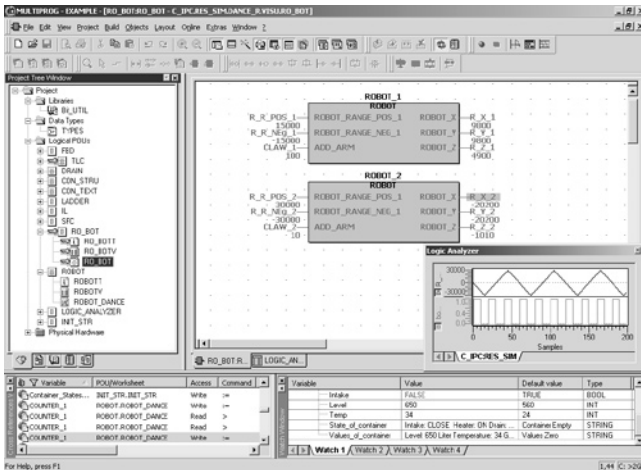 MULTIPROG - EXAMPLE - [RO_BOT:RO_BOT - C_IPC:RES_SIM.DANCE_R.VISU.RO_BOT]
File Edit View Project Build Objects Layout Online Extras Window ?
Project Tree Window
Project
Libraries
BI_UTIL
Data Types
TYPES
Logical POUs
FED
TLC
DRAIN
CON_STRU
CON_TEXT
LADDER
IL
SFC
RO_BOT
RO_BOTT
RO_BOTV
RO_BOT
ROBOT
ROBOTT
ROBOTV
ROBOT_DANCE
LOGIC_ANALYZER
INIT_STR
Physical Hardware
ROBOT_1
ROBOT
R_R_POS_1 ROBOT_RANGE_POS_1 ROBOT_X R_X_1
15000 9800
R_R_NEg_1 ROBOT_RANGE_NEG_1 ROBOT_Y R_Y_1
-15000 9800
CLAW_1 ADD_ARM ROBOT_Z R_Z_1
100 4900
ROBOT_2
ROBOT
R_R_POS_2 ROBOT_RANGE_POS_1 ROBOT_X R_X_2
30000 -20200
R_R_NEg_2 ROBOT_RANGE_NEG_1 ROBOT_Y R_Y_2
-30000 -20200
CLAW_2 ADD_ARM ROBOT_Z R_Z_2
-10 -1010
Logic Analyzer
30000
-30000
1.0
0.0
0 50 100 150 200
Samples
C_IPC:RES_SIM
RO_BOT:R... LOGIC_AN...
Variable POU/Worksheet Access Command
Container_States... INIT_STR.INIT_STR Write :=
COUNTER_1 ROBOT.ROBOT_DANCE Write :=
COUNTER_1 ROBOT.ROBOT_DANCE Read >
COUNTER_1 ROBOT.ROBOT_DANCE Read >
COUNTER_1 ROBOT.ROBOT_DANCE Write :=
Variable Value Default value Type
Intake FALSE TRUE BOOL
Level 650 560 INT
Temp 34 24 INT
State_of_container Intake: CLOSE Heater: ON Drain: ... Container Empty STRING
Values_of_container Level: 650 Liter Temperature: 34 G... Values Zero STRING
Watch 1 Watch 2 Watch 3 Watch 4
For Help, press F1